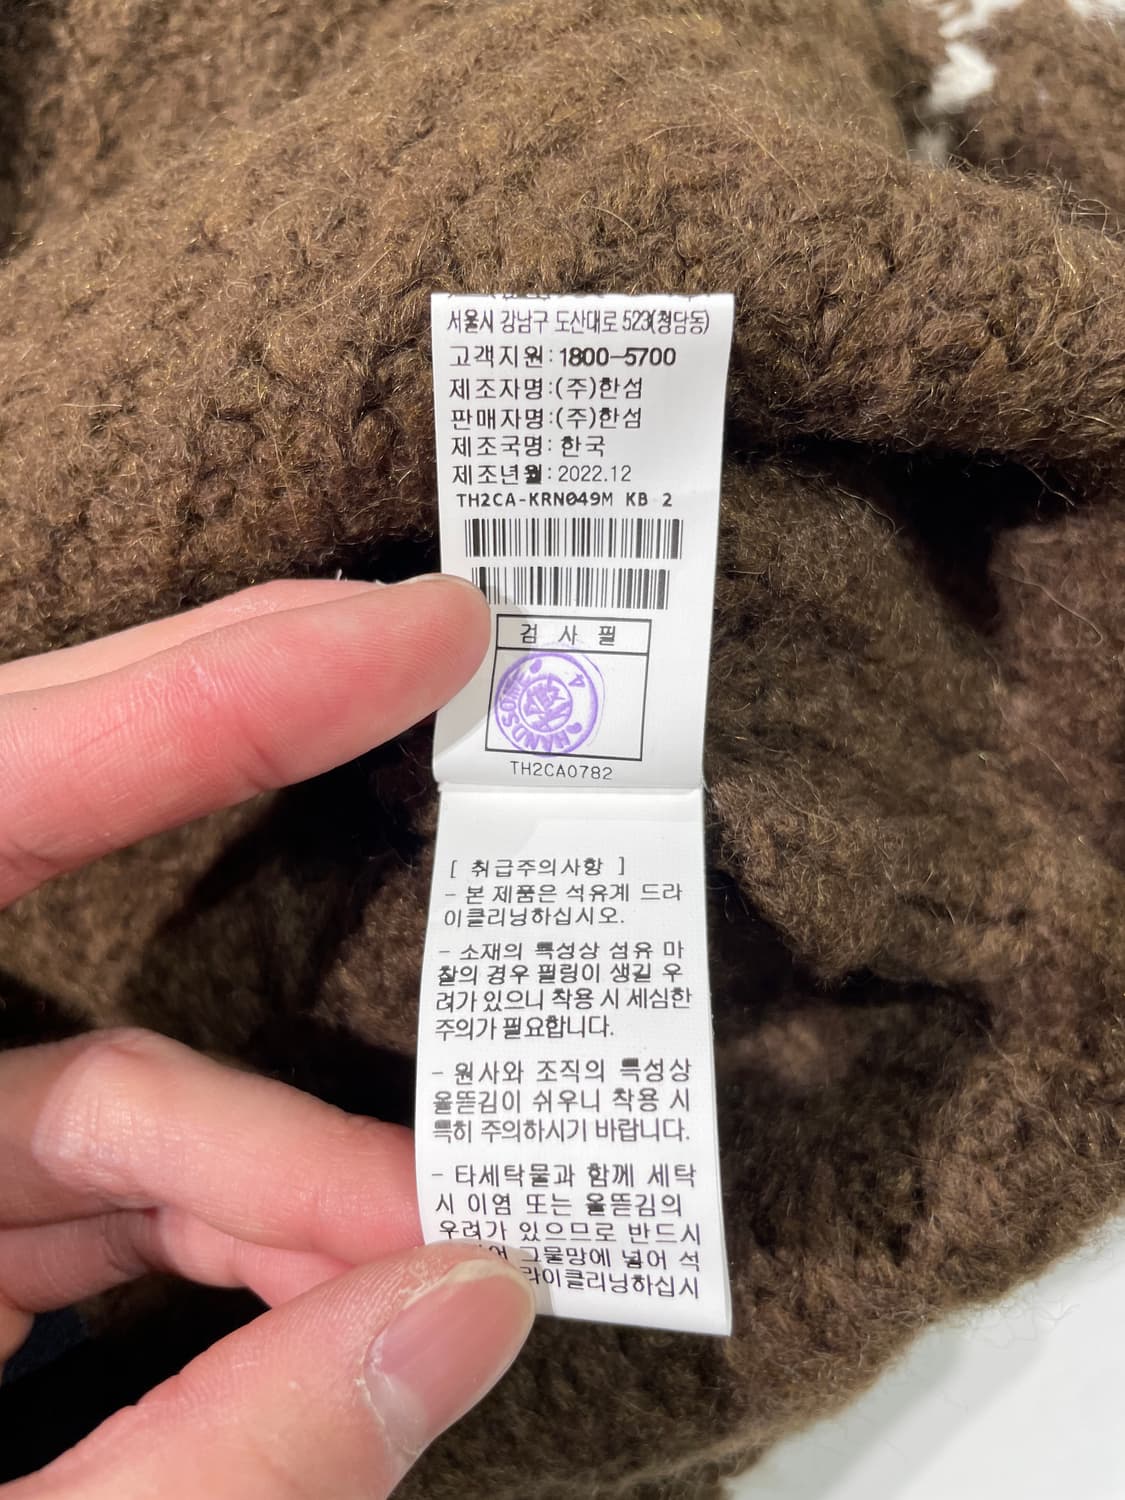 서울시 강남구 도산대로 523(청담동)
고객지원:1800-5700
제조자명:(주)한섬
판매자명:(주)한섬
제조국명: 한국
제조년월: 2022.12
TH2CA-KRN049M KB 2
검 사 필
HANDSOME
4
TH2CA0782
[ 취급주의사항 ]
- 본 제품은 석유계 드라
이클리닝하십시오.
- 소재의 특성상 섬유 마
찰의 경우 필링이 생길 우
려가 있으니 착용 시 세심한
주의가 필요합니다.
- 원사와 조직의 특성상
올뜯김이 쉬우니 착용 시
특히 주의하시기 바랍니다.
- 타세탁물과 함께 세탁
시 이염 또는 올뜯김의
우려가 있으므로 반드시
그물망에 넣어 석
라이클리닝하십시